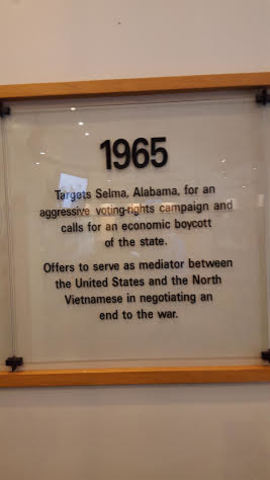 1965
Targets Selma, Alabama, for an
aggressive voting-rights campaign and
calls for an economic boycott
of the state.
Offers to serve as mediator between
the United States and the North
Vietnamese in negotiating an
end to the war.